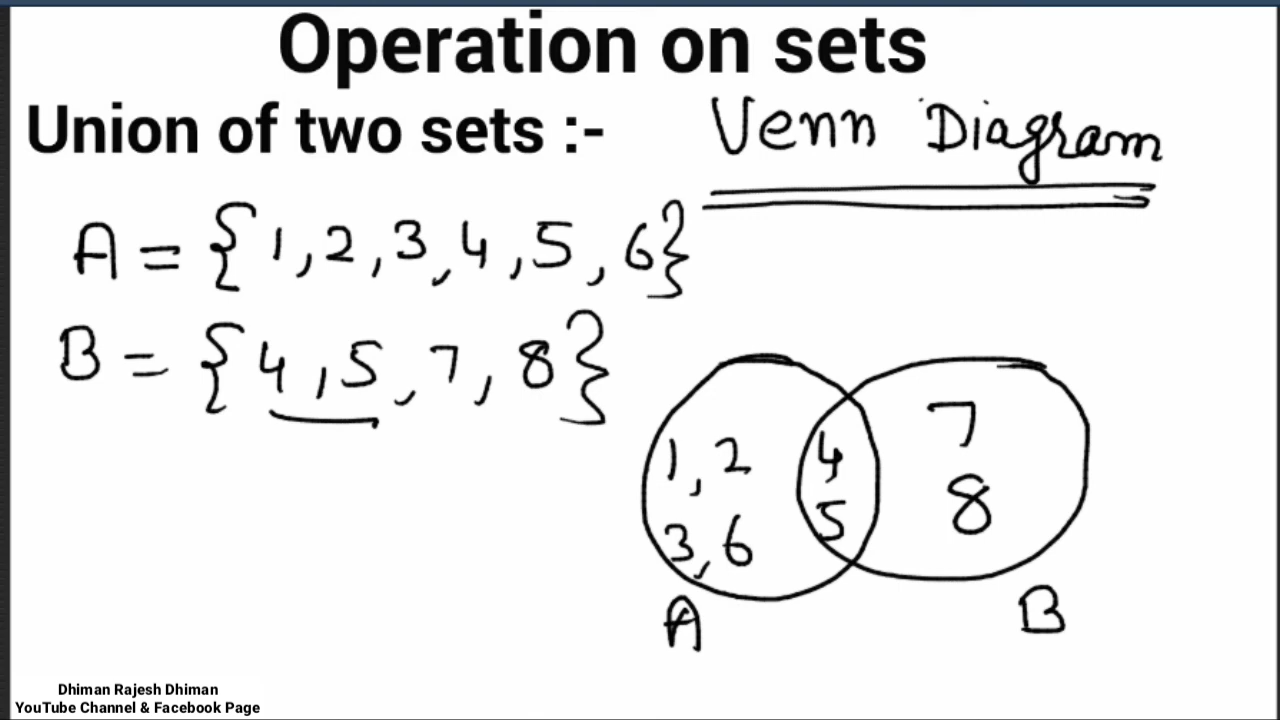 Operation on sets
Union of two sets :-
Venn Diagram
A = {1,2,3,4,5,6}
B = {4,5,7,8}
1,2
3,6
4
5
7
8
A
B
Dhiman Rajesh Dhiman
YouTube Channel & Facebook Page